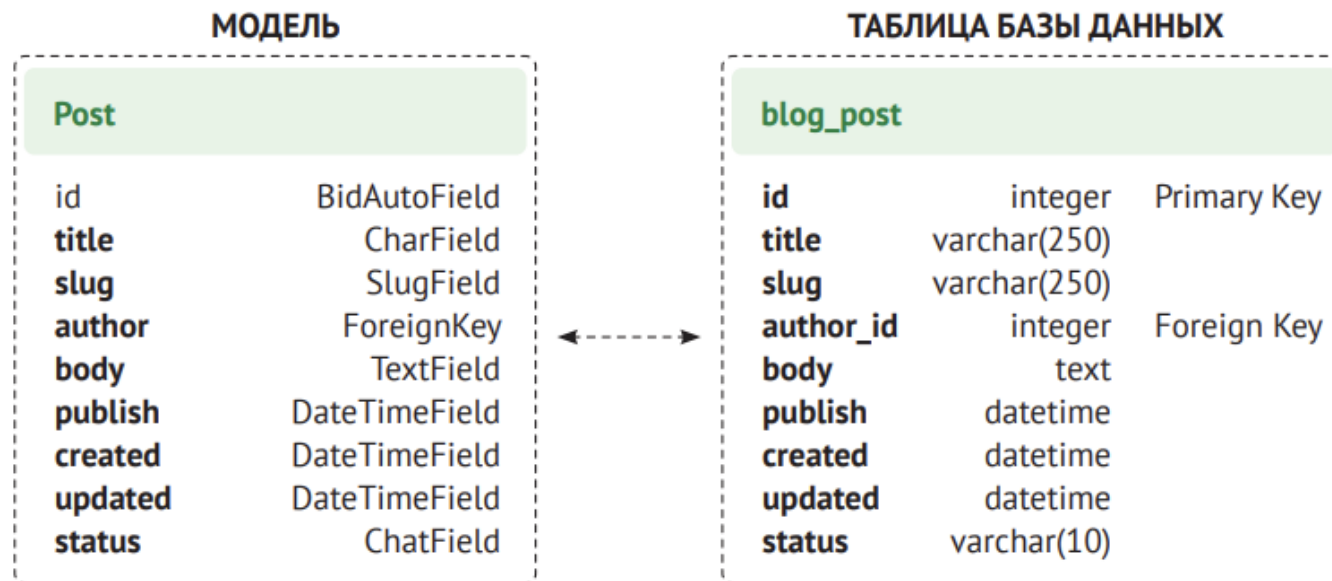 МОДЕЛЬ
Post
id BidAutoField
title CharField
slug SlugField
author ForeignKey
body TextField
publish DateTimeField
created DateTimeField
updated DateTimeField
status ChatField
ТАБЛИЦА БАЗЫ ДАННЫХ
blog_post
id integer Primary Key
title varchar(250)
slug varchar(250)
author_id integer Foreign Key
body text
publish datetime
created datetime
updated datetime
status varchar(10)